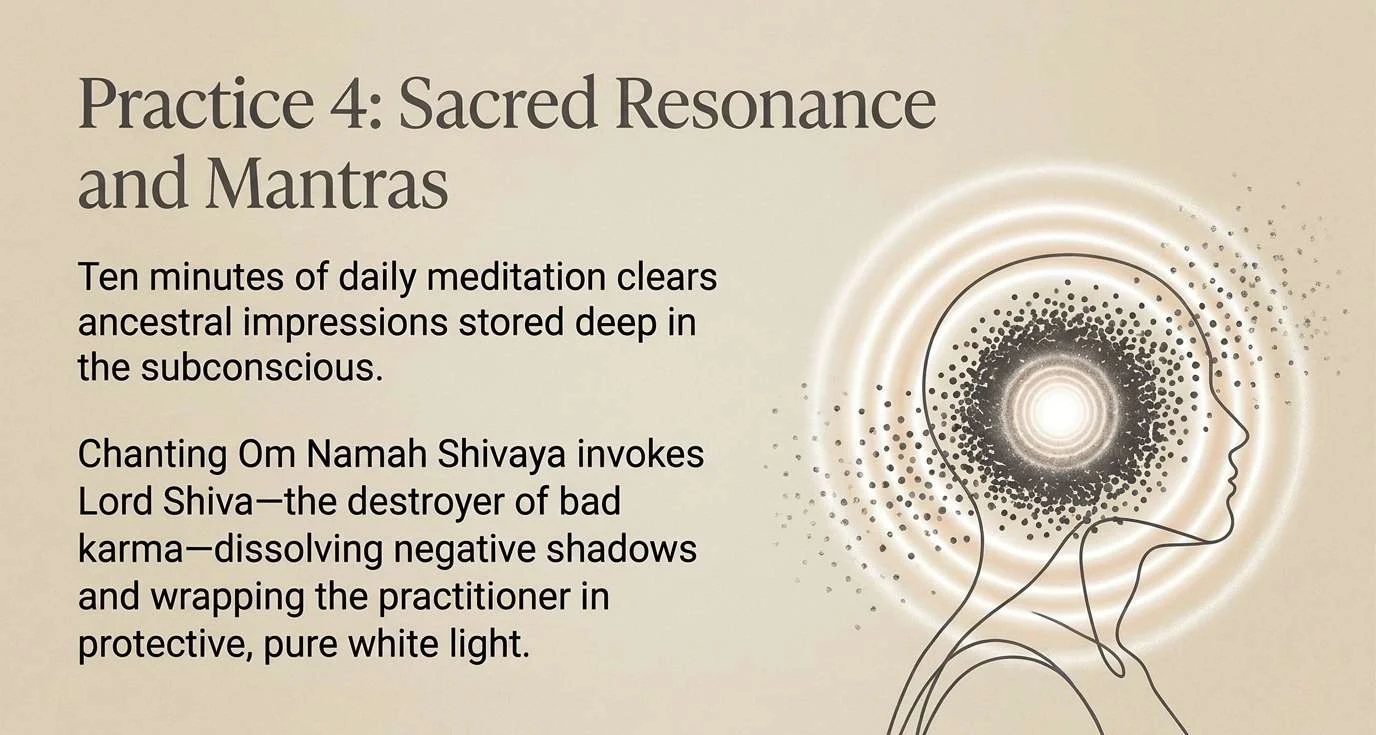 Practice 4: Sacred Resonance
and Mantras
Ten minutes of daily meditation clears
ancestral impressions stored deep in
the subconscious.
Chanting Om Namah Shivaya invokes
Lord Shiva—the destroyer of bad
karma—dissolving negative shadows
and wrapping the practitioner in
protective, pure white light.